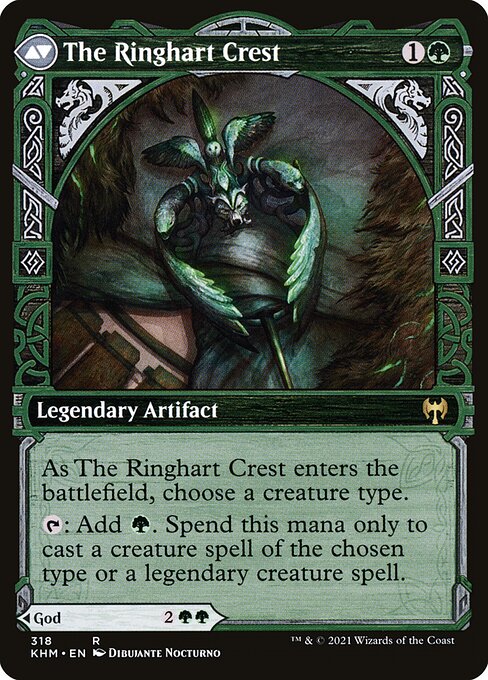 The Ringhart Crest 1
Legendary Artifact
As The Ringhart Crest enters the
battlefield, choose a creature type.
: Add . Spend this mana only to
cast a creature spell of the chosen
type or a legendary creature spell.
God 2
318 R
KHM • EN Dibujante Nocturno
™ & © 2021 Wizards of the Coast